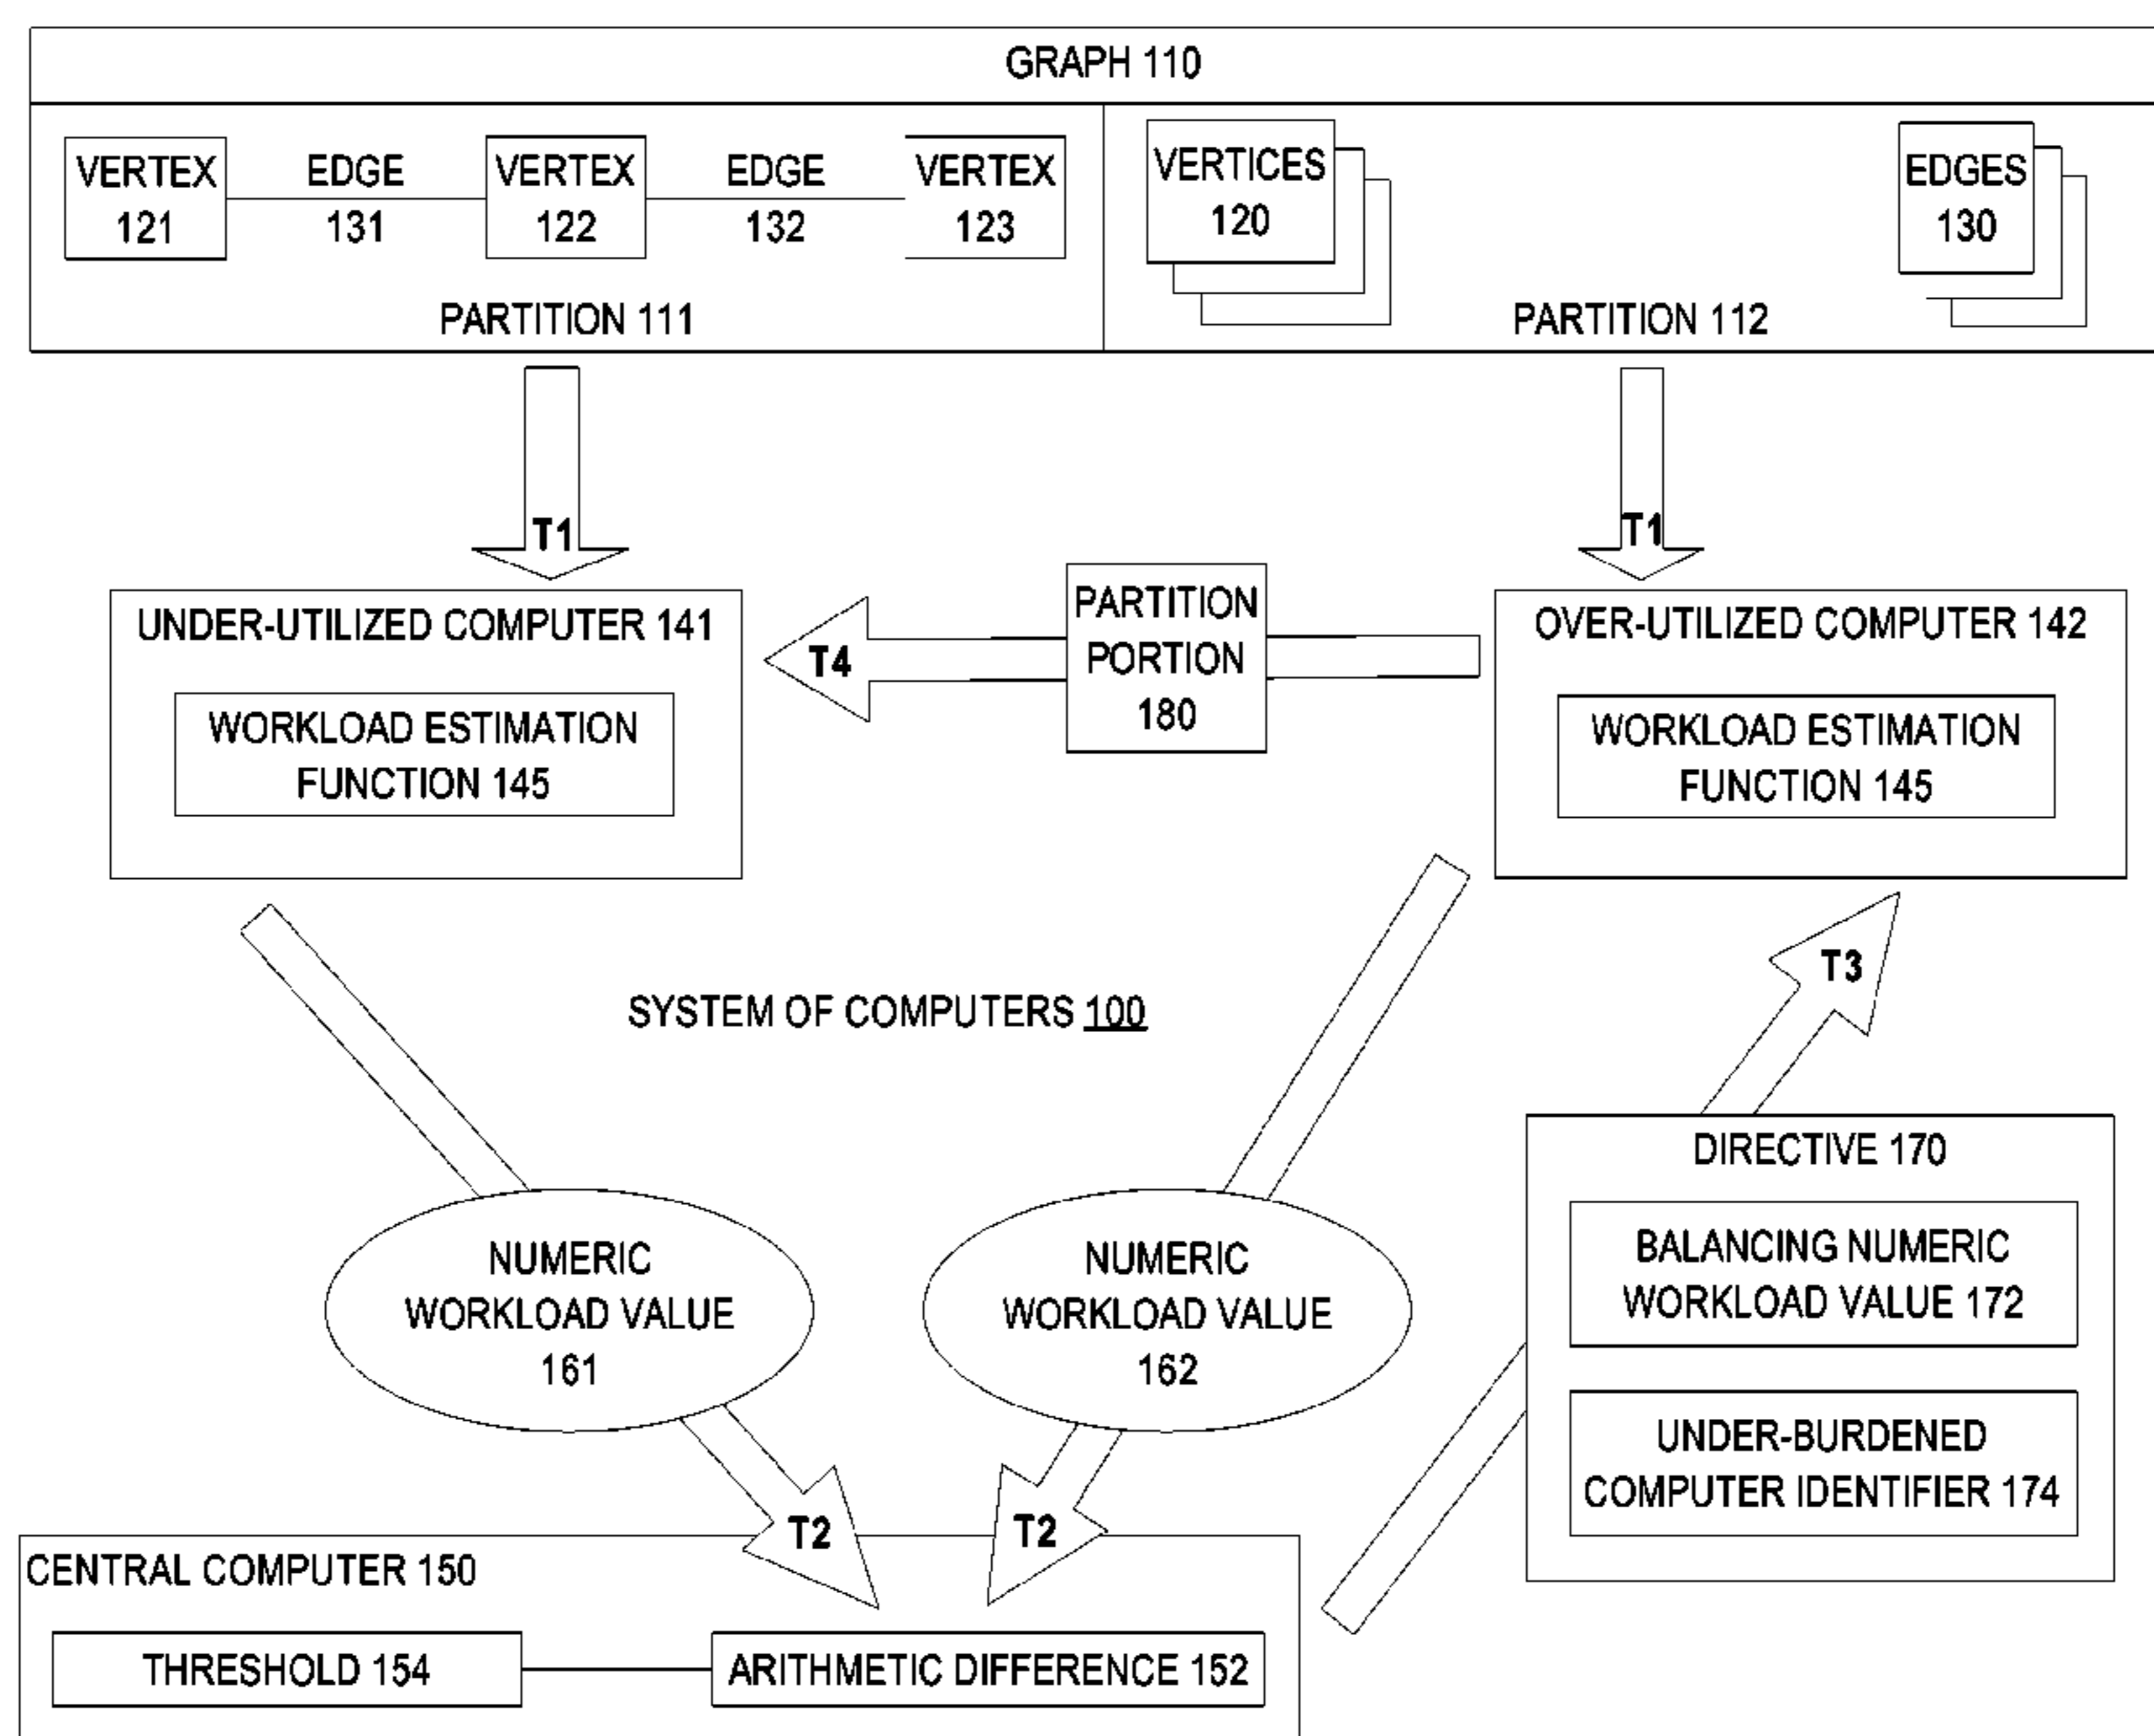 GRAPH 110
VERTEX
121
EDGE
131
VERTEX
122
EDGE
132
VERTEX
123
PARTITION 111
VERTICES
120
EDGES
130
PARTITION 112
T1
T1
UNDER-UTILIZED COMPUTER 141
WORKLOAD ESTIMATION
FUNCTION 145
T4
PARTITION
PORTION
180
OVER-UTILIZED COMPUTER 142
WORKLOAD ESTIMATION
FUNCTION 145
SYSTEM OF COMPUTERS 100
T3
NUMERIC
WORKLOAD VALUE
161
NUMERIC
WORKLOAD VALUE
162
DIRECTIVE 170
BALANCING NUMERIC
WORKLOAD VALUE 172
UNDER-BURDENED
COMPUTER IDENTIFIER 174
T2
T2
CENTRAL COMPUTER 150
THRESHOLD 154
ARITHMETIC DIFFERENCE 152